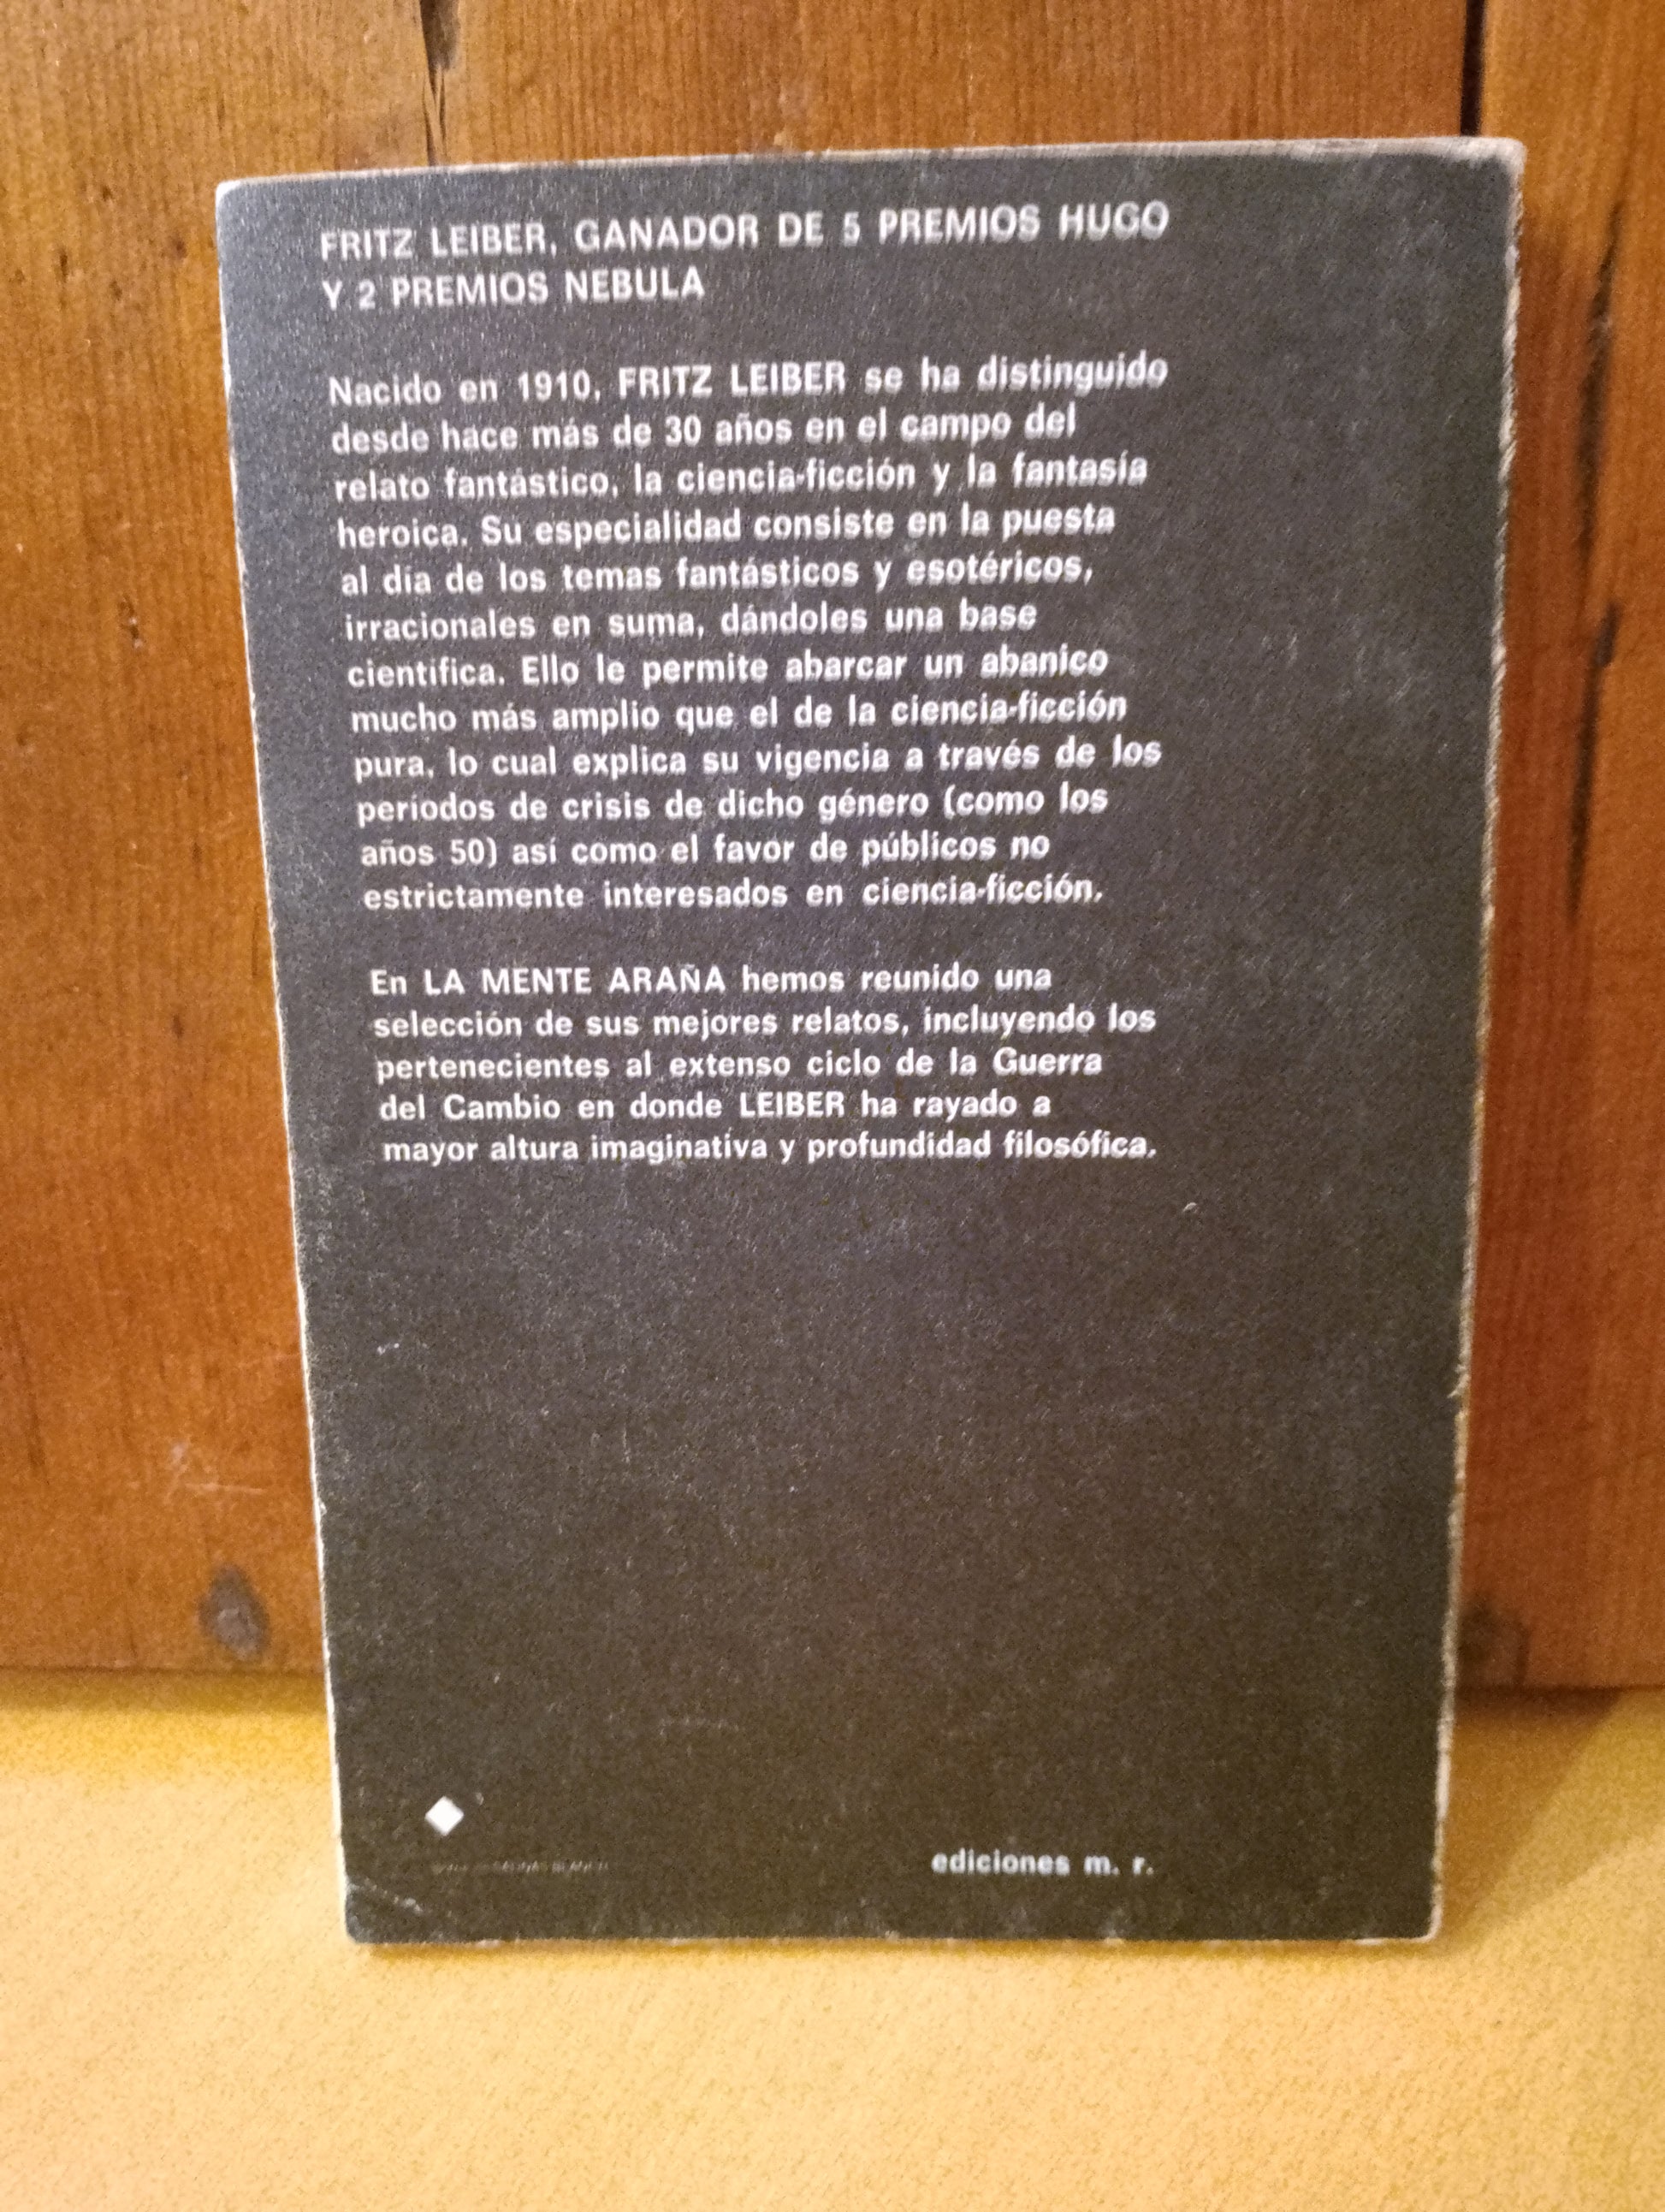 FRITZ LEIBER, GANADOR DE 5 PREMIOS HUGO
Y 2 PREMIOS NEBULA
Nacido en 1910, FRITZ LEIBER se ha distinguido
desde hace más de 30 años en el campo del
relato fantástico, la ciencia-ficción y la fantasía
heroica. Su especialidad consiste en la puesta
al día de los temas fantásticos y esotéricos,
irracionales en suma, dándoles una base
científica. Ello le permite abarcar un abanico
mucho más amplio que el de la ciencia-ficción
pura, lo cual explica su vigencia a través de los
períodos de crisis de dicho género (como los
años 50) así como el favor de públicos no
estrictamente interesados en ciencia-ficción.
En LA MENTE ARAÑA hemos reunido una
selección de sus mejores relatos, incluyendo los
pertenecientes al extenso ciclo de la Guerra
del Cambio en donde LEIBER ha rayado a
mayor altura imaginativa y profundidad filosófica.
ediciones m. r.